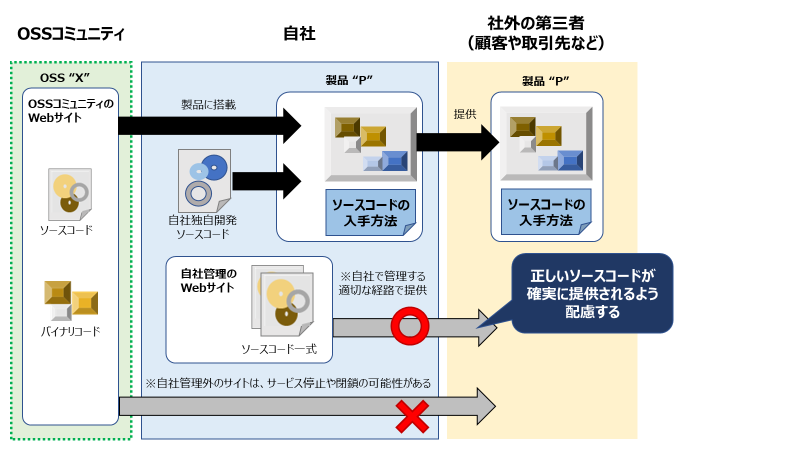 OSSコミュニティ
自社
社外の第三者
（顧客や取引先など）
OSS “X”
OSSコミュニティの
Webサイト
ソースコード
バイナリコード
製品に搭載
自社独自開発
ソースコード
製品 “P”
ソースコードの
入手方法
提供
製品 “P”
ソースコードの
入手方法
自社管理の
Webサイト
ソースコード一式
※自社で管理する
適切な経路で提供
正しいソースコードが
確実に提供されるよう
配慮する
※自社管理外のサイトは、サービス停止や閉鎖の可能性がある